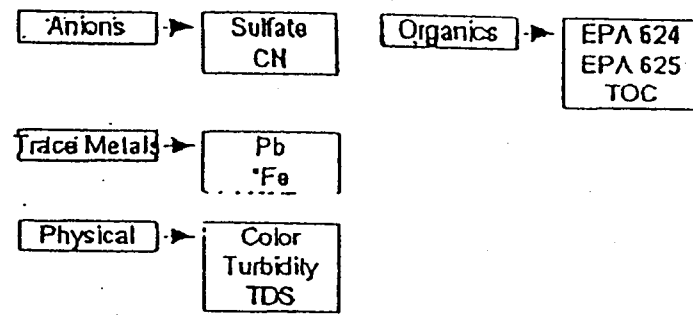 Anions
Sulfate
CN
Organics
EPA 624
EPA 625
TOC
Trace Metals
Pb
*Fe
Physical
Color
Turbidity
TDS